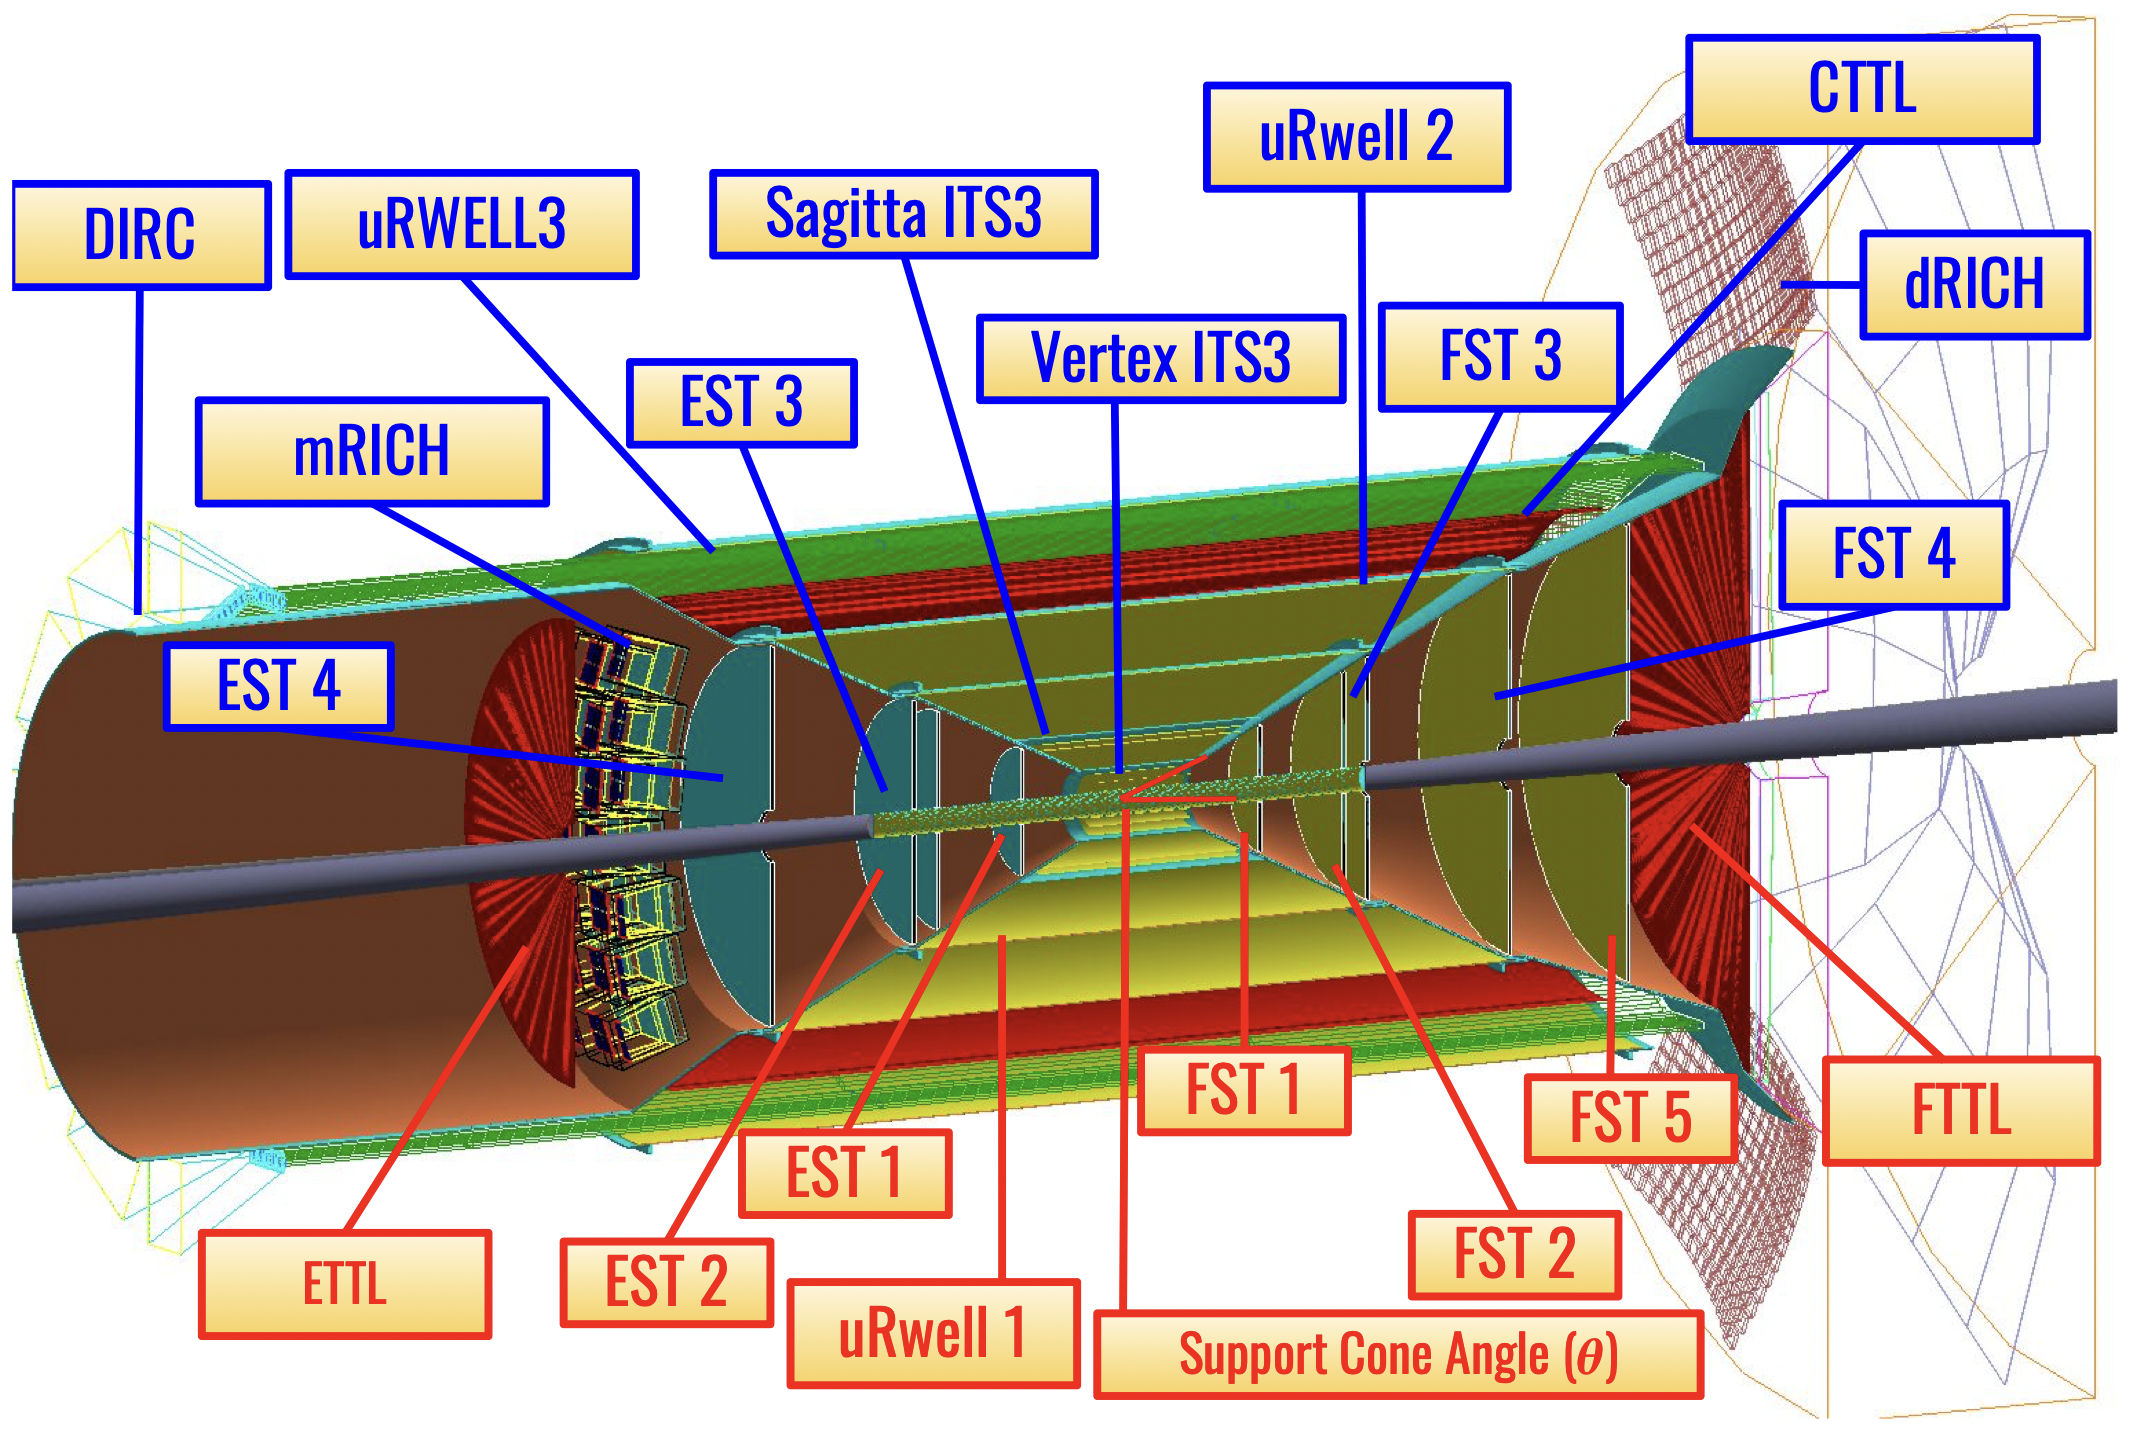 CTTL
uRwell 2
DIRC
uRWELL3
Sagitta ITS3
dRICH
Vertex ITS3
FST 3
EST 3
mRICH
FST 4
EST 4
FST 1
FST 5
FTTL
EST 1
ETTL
EST 2
FST 2
uRwell 1
Support Cone Angle (θ)